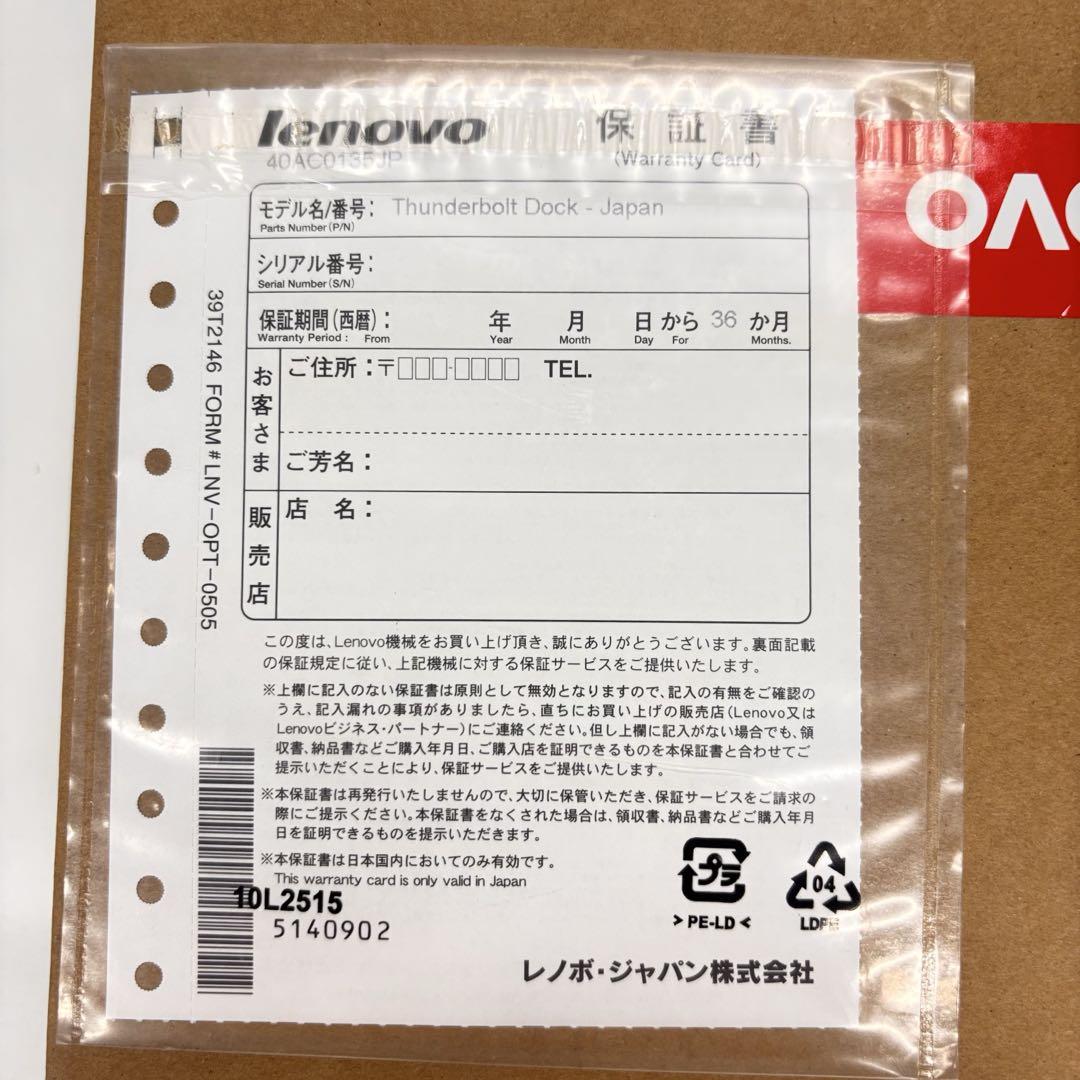 lenovo 保証書
40AC0135JP (Warranty Card)
モデル名/番号： Thunderbolt Dock - Japan
Parts Number (P/N)
シリアル番号：
Serial Number (S/N)
保証期間(西暦)： 年 月 日 から 36 か月
Warranty Period : From Year Month Day For Months.
お客さま
ご住所：〒□□□-□□□□ TEL.
ご芳名：
販売店
店 名：
この度は、Lenovo機械をお買い上げ頂き、誠にありがとうございます。裏面記載
の保証規定に従い、上記機械に対する保証サービスをご提供いたします。
※上欄に記入のない保証書は原則として無効となりますので、記入の有無をご確認の
うえ、記入漏れの事項がありましたら、直ちにお買い上げの販売店(Lenovo又は
Lenovoビジネス・パートナー)にご連絡ください。但し上欄に記入がない場合でも、領
収書、納品書などご購入年月日、ご購入店を証明できるものを本保証書と合わせてご
提示いただくことにより、保証サービスをご提供いたします。
※本保証書は再発行いたしませんので、大切に保管いただき、保証サービスをご請求の
際にご提示ください。本保証書をなくされた場合は、領収書、納品書などご購入年月
日を証明できるものを提示いただきます。
※本保証書は日本国内においてのみ有効です。
This warranty card is only valid in Japan
10L2515
5140902
プラ
>PE-LD<
04
LDPE
レノボ・ジャパン株式会社
39T2146 FORM#LNV-OPT-0505
OVO